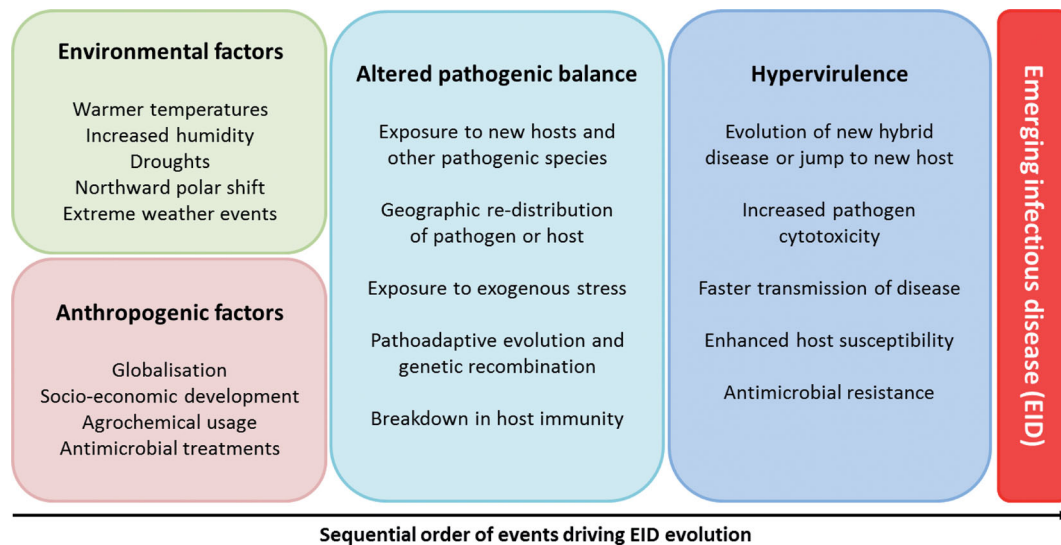 Environmental factors
Warmer temperatures
Increased humidity
Droughts
Northward polar shift
Extreme weather events
Anthropogenic factors
Globalisation
Socio-economic development
Agrochemical usage
Antimicrobial treatments
Altered pathogenic balance
Exposure to new hosts and
other pathogenic species
Geographic re-distribution
of pathogen or host
Exposure to exogenous stress
Pathoadaptive evolution and
genetic recombination
Breakdown in host immunity
Hypervirulence
Evolution of new hybrid
disease or jump to new host
Increased pathogen
cytotoxicity
Faster transmission of disease
Enhanced host susceptibility
Antimicrobial resistance
Emerging infectious disease (EID)
Sequential order of events driving EID evolution